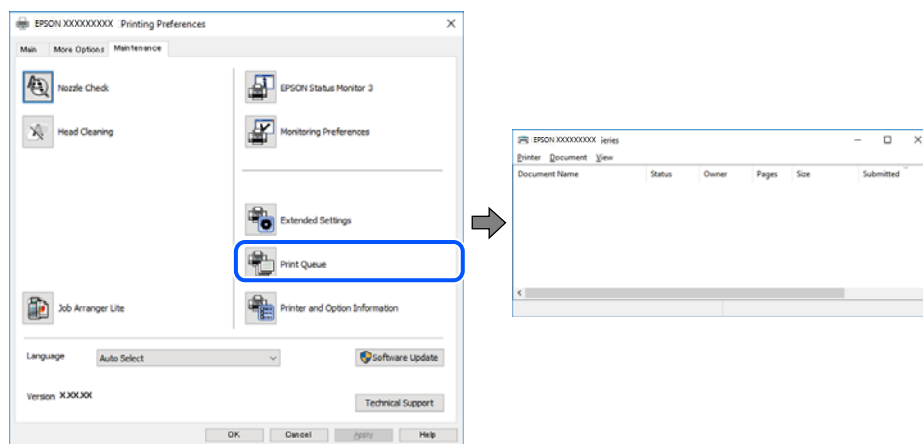 EPSON XXXXXXXXX Printing Preferences
Main More Options Maintenance
Nozzle Check
Head Cleaning
Job Arranger Lite
EPSON Status Monitor 3
Monitoring Preferences
Extended Settings
Print Queue
Printer and Option Information
Language Auto Select Software Update
Version X.XX.XX
Technical Support
OK Cancel Apply Help
EPSON XXXXXXXXX ieries
Printer Document View
Document Name Status Owner Pages Size Submitted